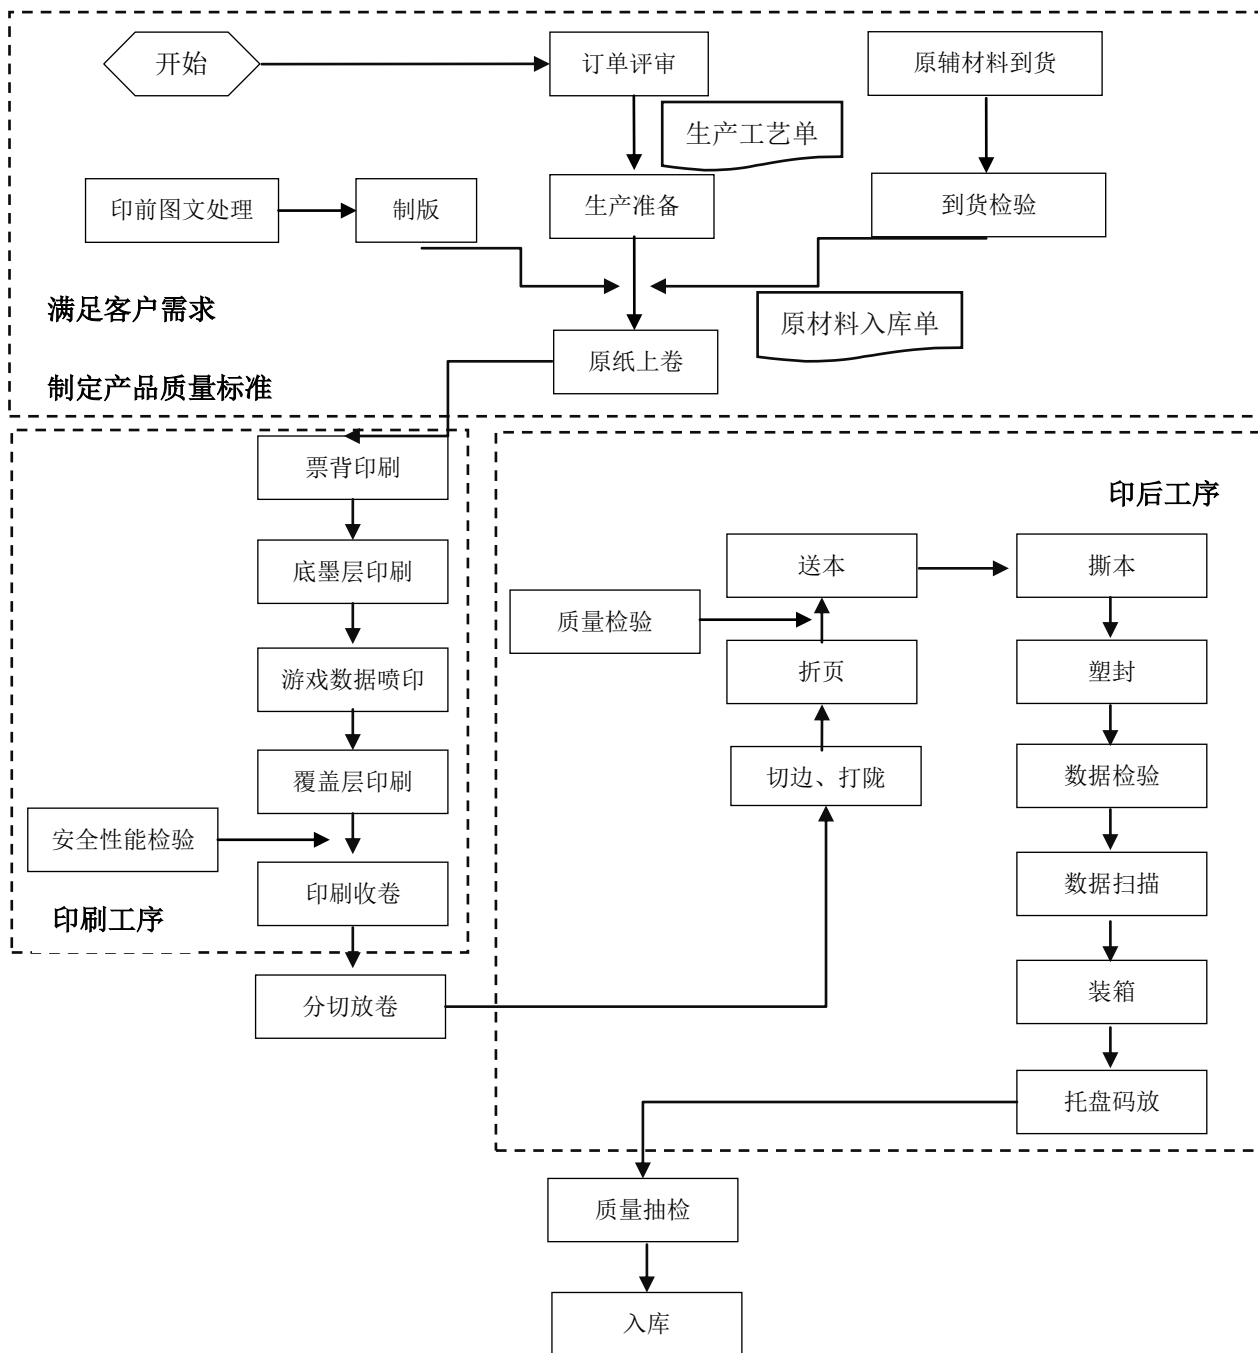 开始
订单评审
原辅材料到货
生产工艺单
印前图文处理
制版
生产准备
到货检验
满足客户需求
原材料入库单
原纸上卷
制定产品质量标准
票背印刷
印后工序
底墨层印刷
送本
撕本
质量检验
游戏数据喷印
折页
塑封
覆盖层印刷
切边、打陇
数据检验
安全性能检验
印刷收卷
数据扫描
印刷工序
分切放卷
装箱
托盘码放
质量抽检
入库